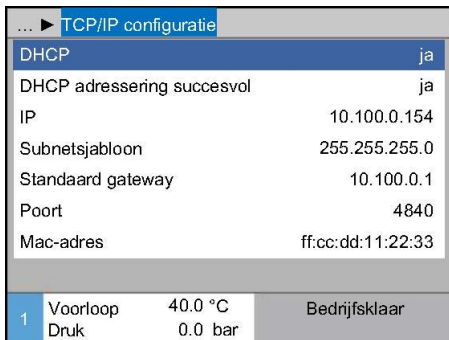 ... ► TCP/IP configuratie
DHCP ja
DHCP adressering succesvol ja
IP 10.100.0.154
Subnetsjabloon 255.255.255.0
Standaard gateway 10.100.0.1
Poort 4840
Mac-adres ff:cc:dd:11:22:33
1 Voorloop 40.0 °C Bedrijfsklaar
Druk 0.0 bar